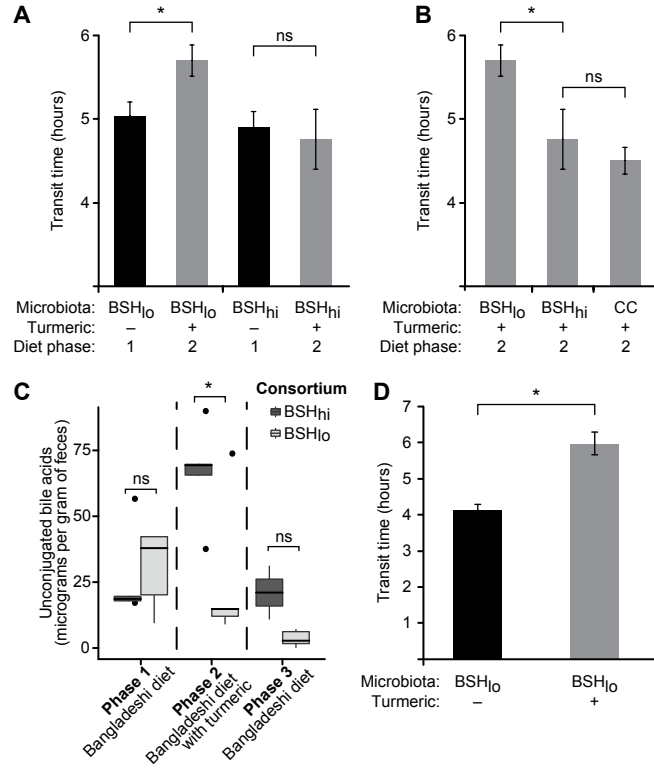 A
Transit time (hours)
6
5
4
*
ns
Microbiota: BSHlo BSHlo BSHhi BSHhi
Turmeric: – + – +
Diet phase: 1 2 1 2
B
Transit time (hours)
6
5
4
*
ns
Microbiota: BSHlo BSHhi CC
Turmeric: + + +
Diet phase: 2 2 2
C
Unconjugated bile acids
(micrograms per gram of feces)
75
50
25
0
Consortium
BSHhi
BSHlo
ns
*
ns
Phase 1
Bangladeshi diet
Phase 2
Bangladeshi diet
with turmeric
Phase 3
Bangladeshi diet
D
Transit time (hours)
7
6
5
4
3
2
1
*
Microbiota: BSHlo BSHlo
Turmeric: – +